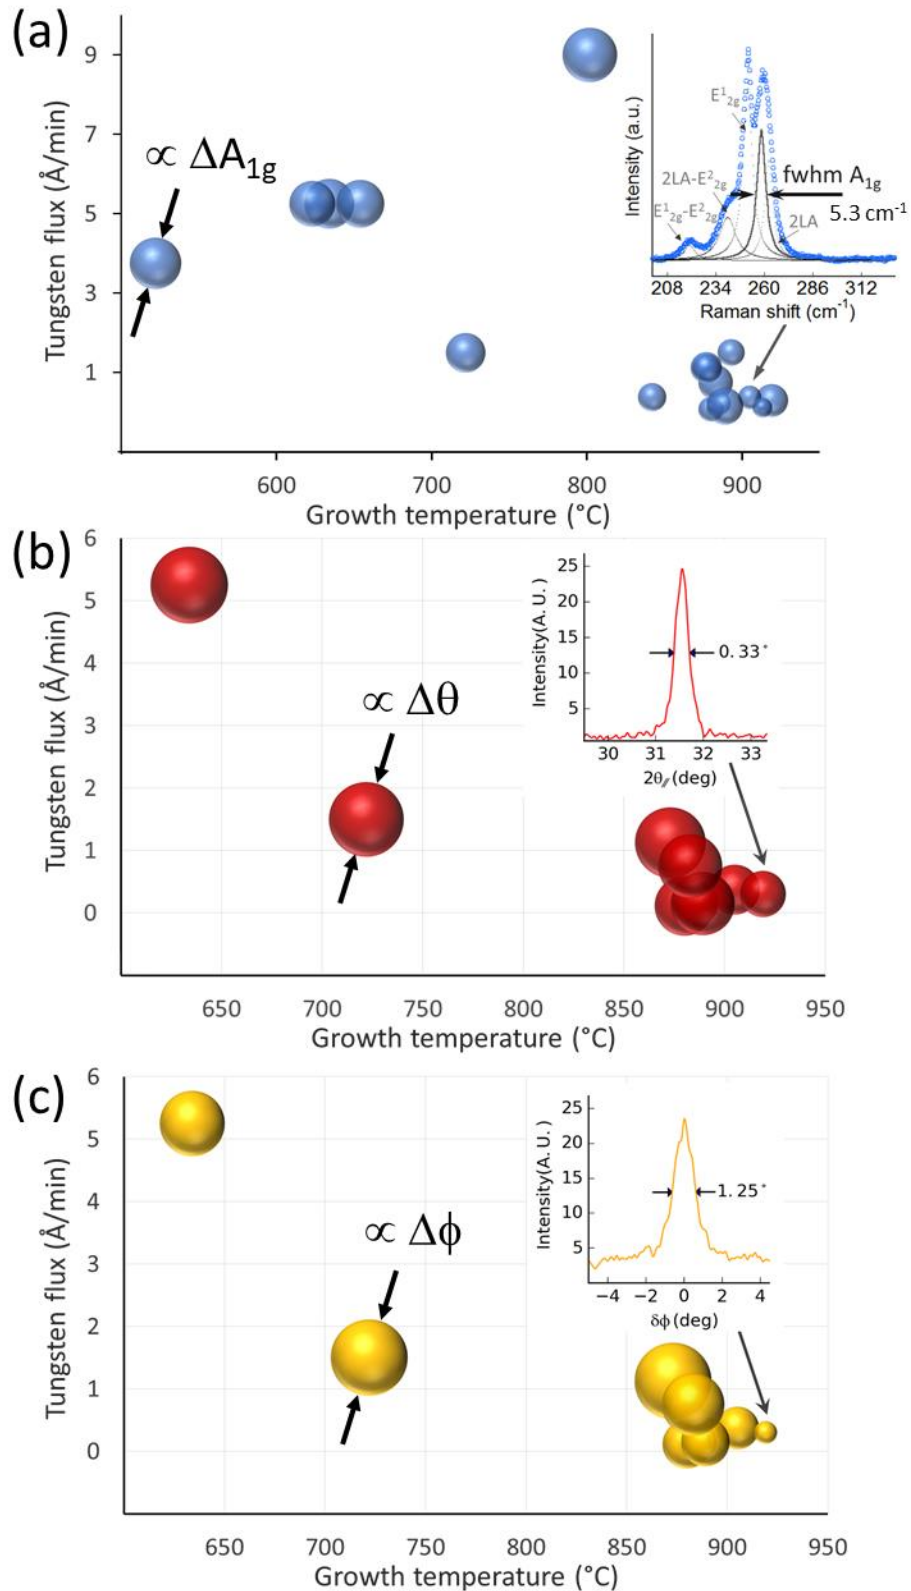 (a)
Tungsten flux (Å/min)
9
7
5
3
1
∝ ΔA1g
600
700
800
900
Growth temperature (°C)
Intensity (a.u.)
E¹2g
2LA-E²2g
E¹2g-E²2g
fwhm A1g
5.3 cm⁻¹
2LA
208 234 260 286 312
Raman shift (cm⁻¹)
(b)
Tungsten flux (Å/min)
6
5
4
3
2
1
0
∝ Δθ
650 700 750 800 850 900 950
Growth temperature (°C)
Intensity(A.U.)
25
20
15
10
5
0.33°
30 31 32 33
2θ∥(deg)
(c)
Tungsten flux (Å/min)
6
5
4
3
2
1
0
∝ Δϕ
650 700 750 800 850 900 950
Growth temperature (°C)
Intensity(A.U.)
25
20
15
10
5
1.25°
−4 −2 0 2 4
δϕ(deg)